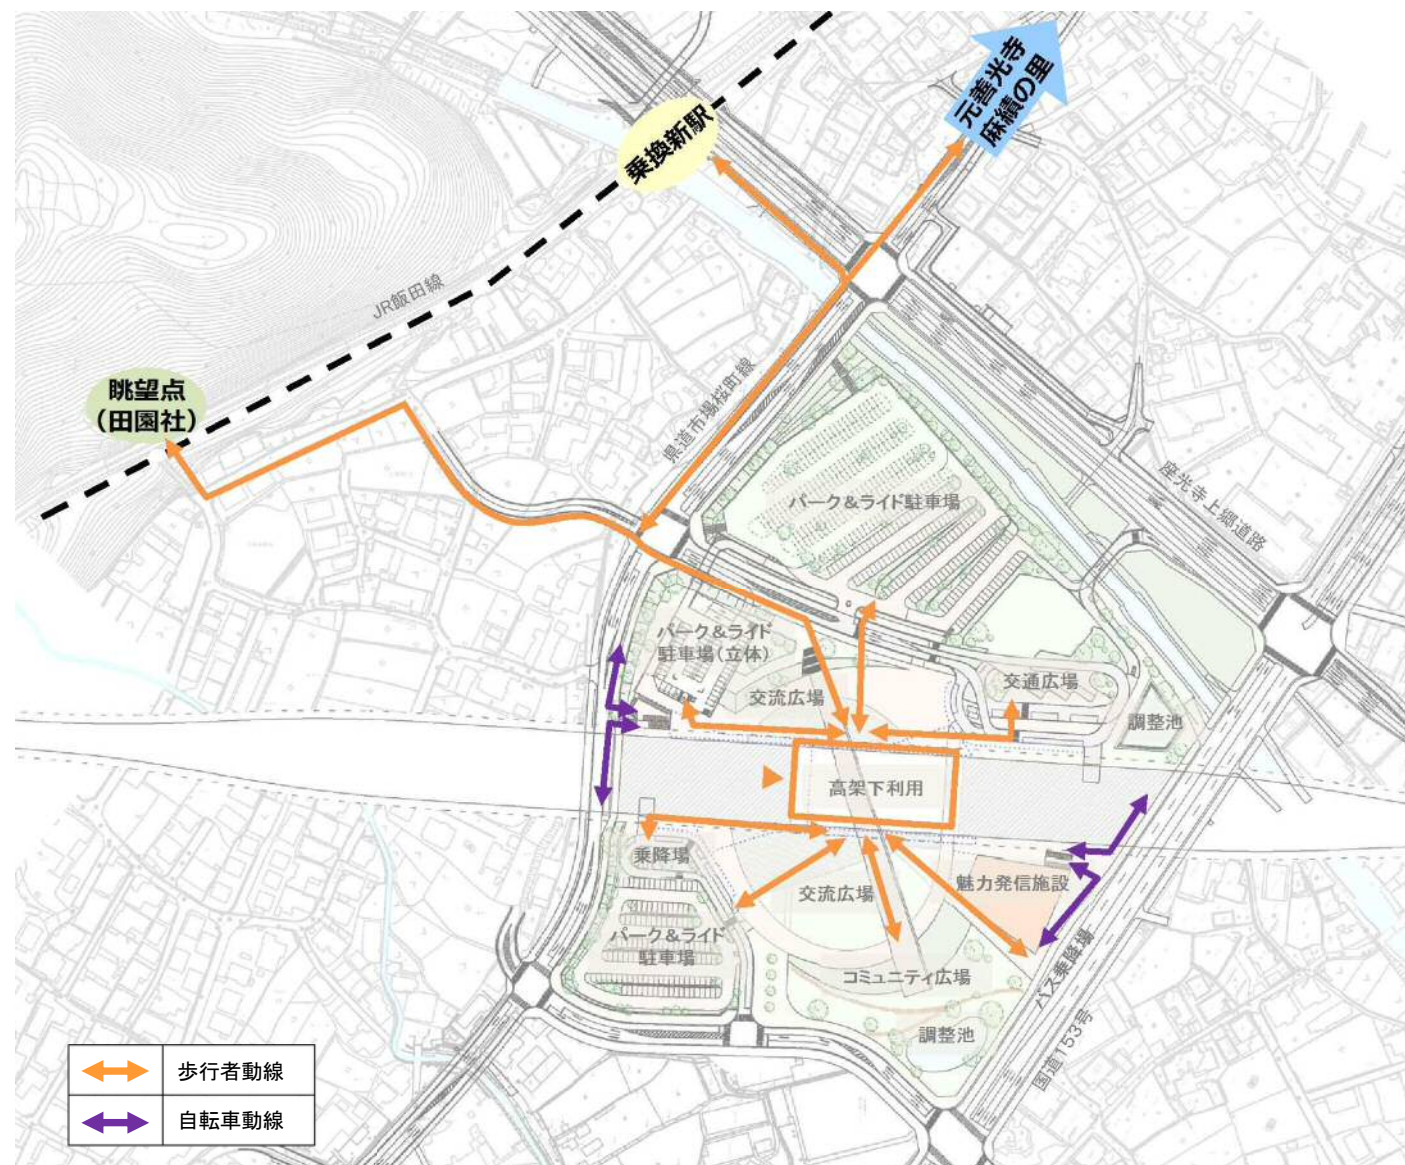 元善光寺
麻績の里
乗換新駅
JR飯田線
眺望点
（田園社）
県道市場桜町線
パーク&ライド駐車場
座光寺上郷道路
パーク&ライド
駐車場(立体)
交流広場
交通広場
調整池
高架下利用
乗降場
交流広場
魅力発信施設
パーク&ライド
駐車場
コミュニティ広場
バス乗降場
調整池
国道153号
歩行者動線
自転車動線